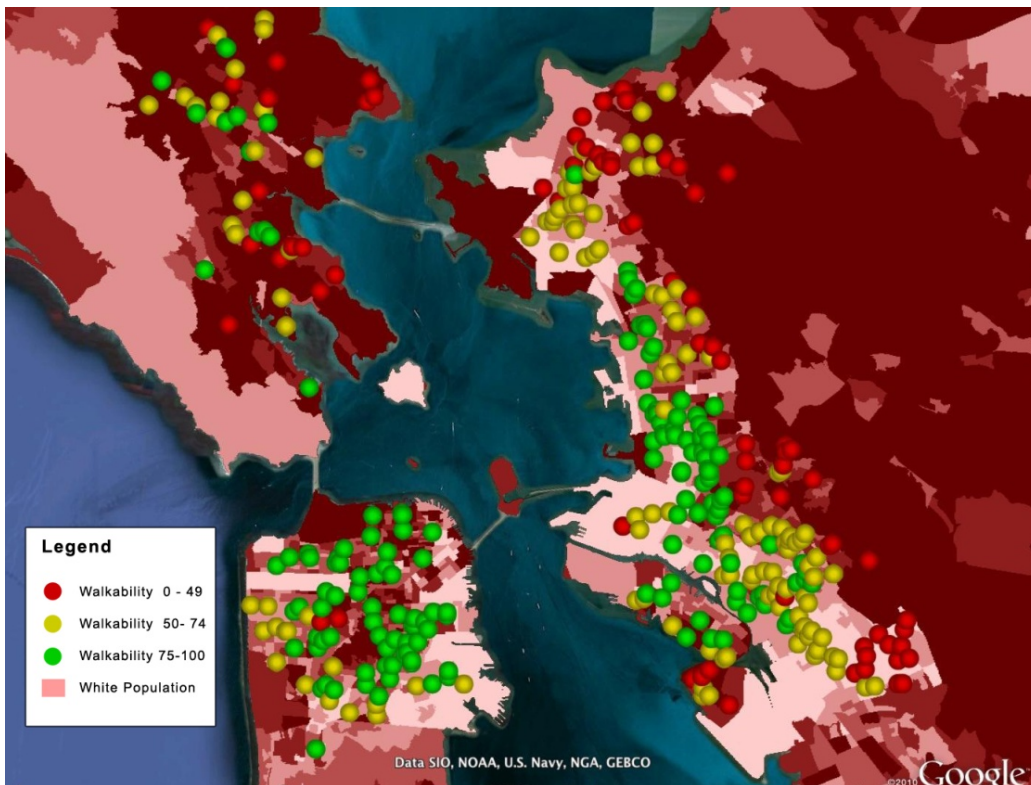 Legend
Walkability 0 - 49
Walkability 50- 74
Walkability 75-100
White Population
Data SIO, NOAA, U.S. Navy, NGA, GEBCO
©2010 Google